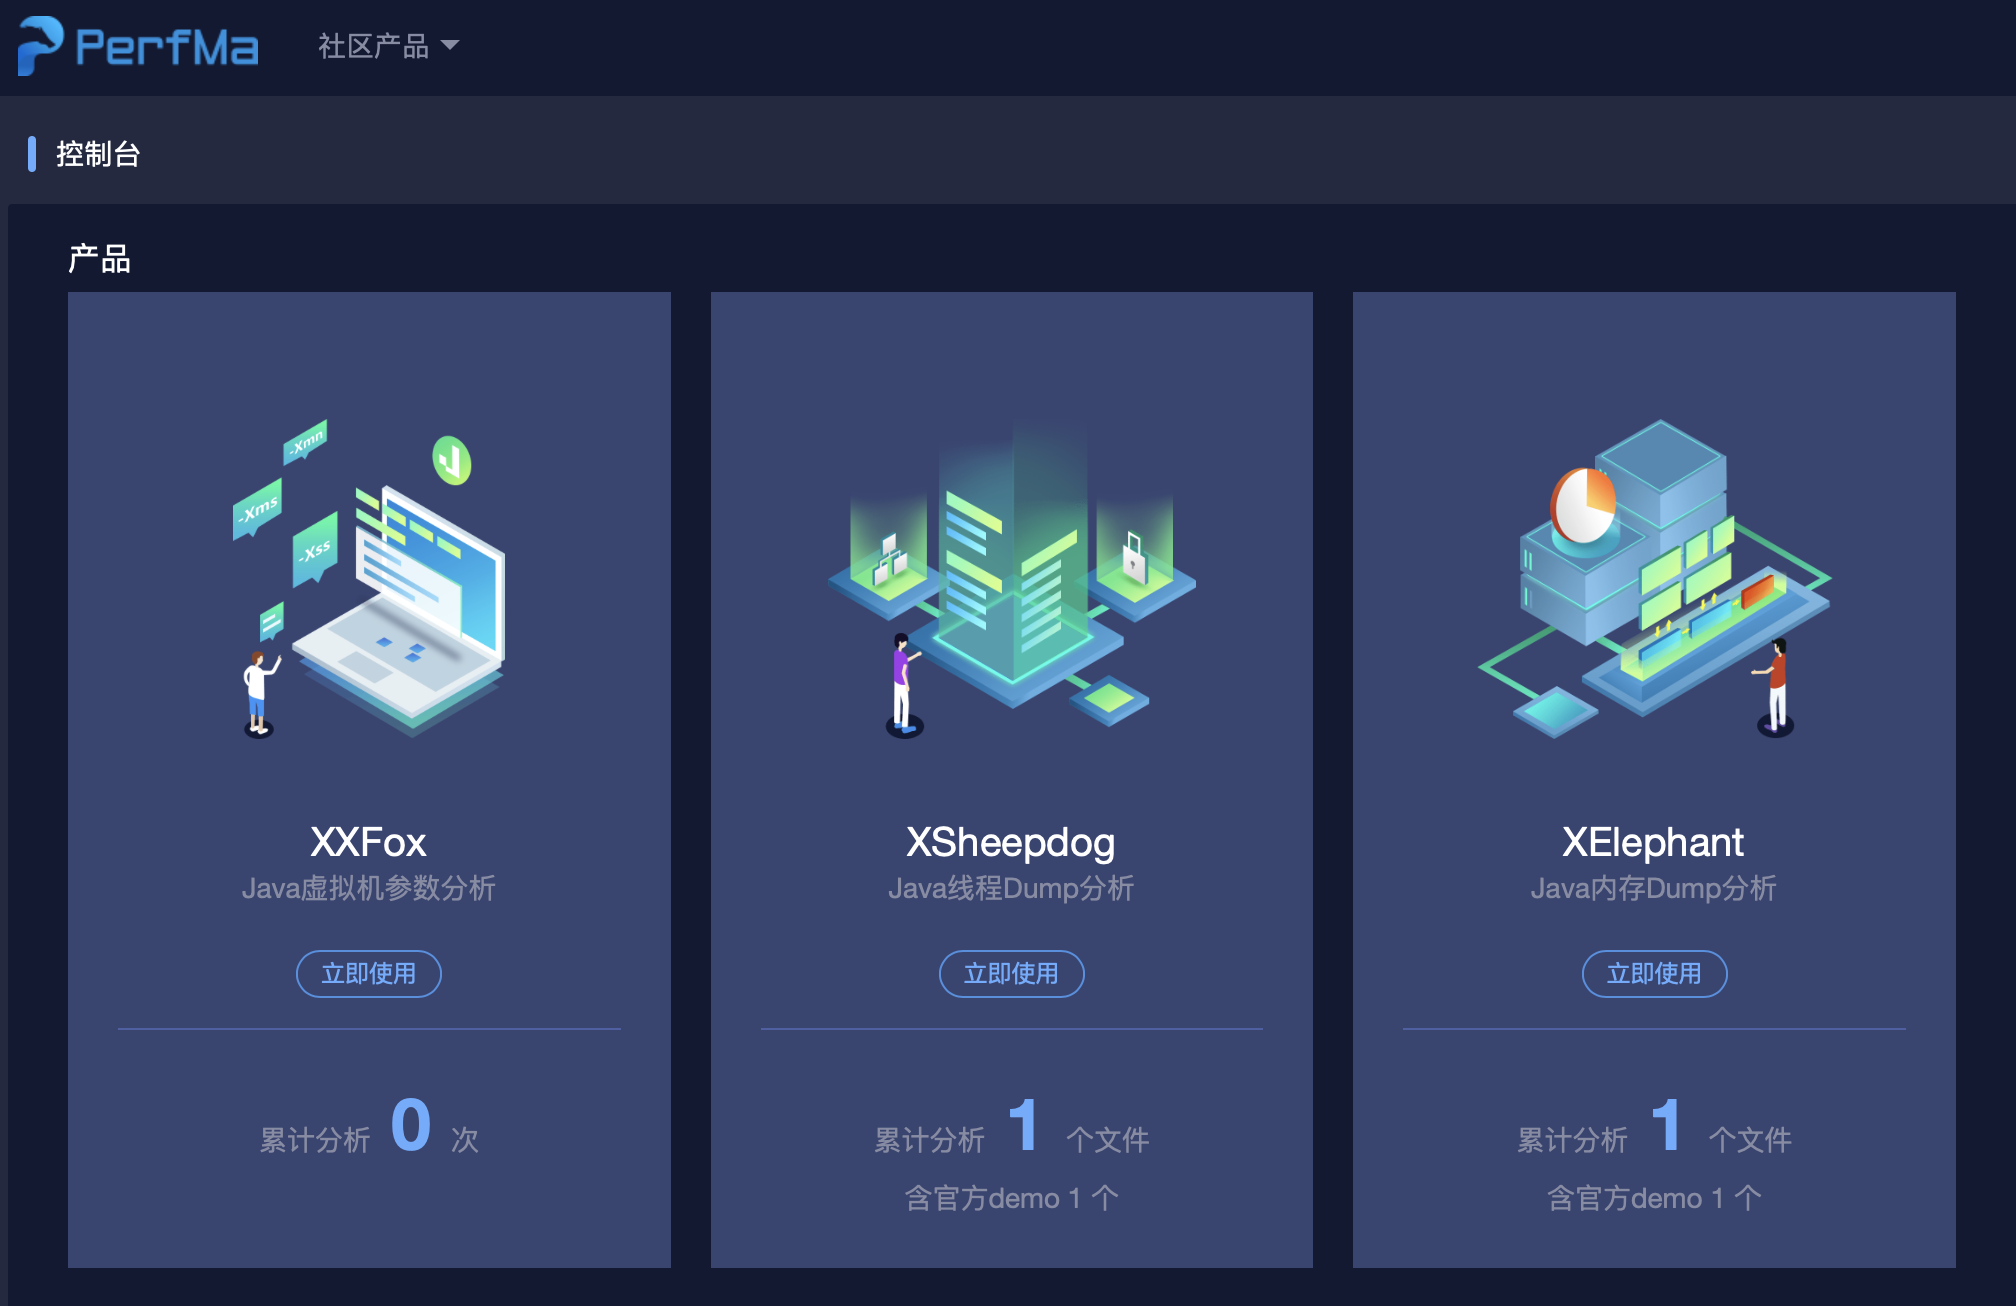 PerfMa
社区产品
控制台
产品
-Xmn
-Xms
-Xss
XXFox
Java虚拟机参数分析
立即使用
累计分析 0 次
XSheepdog
Java线程Dump分析
立即使用
累计分析 1 个文件
含官方demo 1 个
XElephant
Java内存Dump分析
立即使用
累计分析 1 个文件
含官方demo 1 个